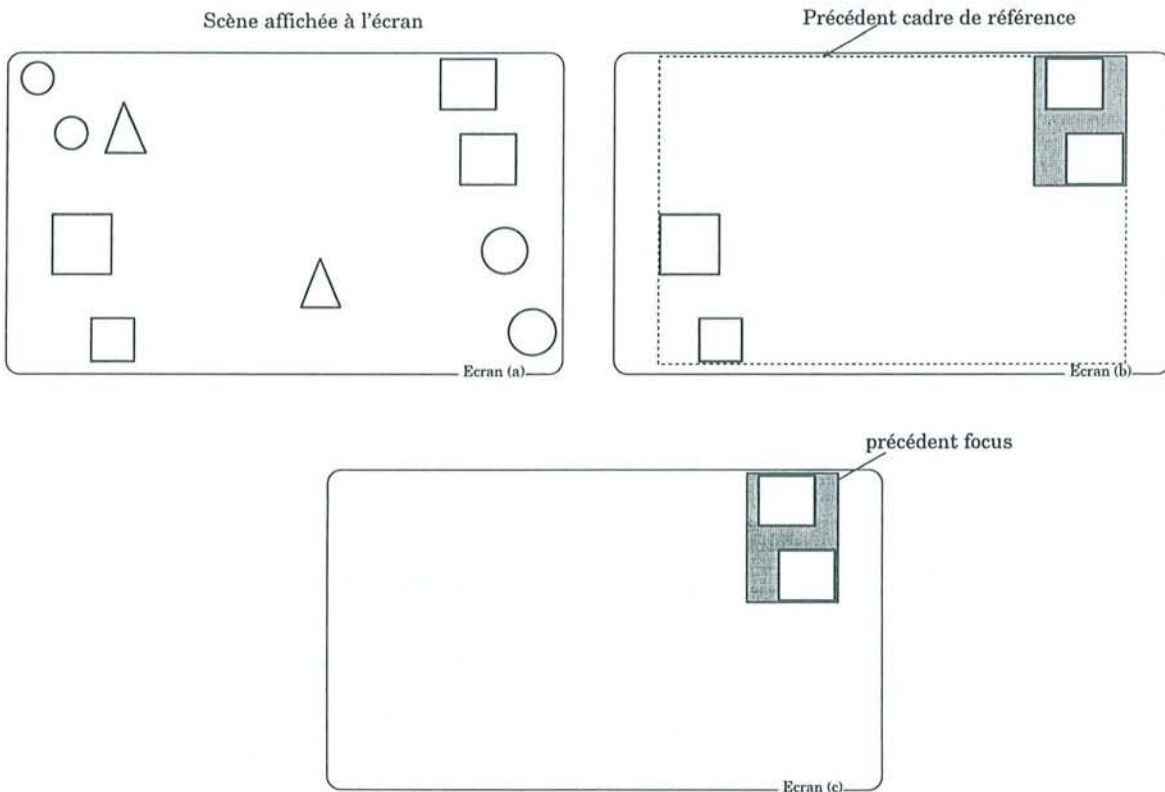 Scène affichée à l'écran
Précédent cadre de référence
Ecran (a)
Ecran (b)
précédent focus
Ecran (c)